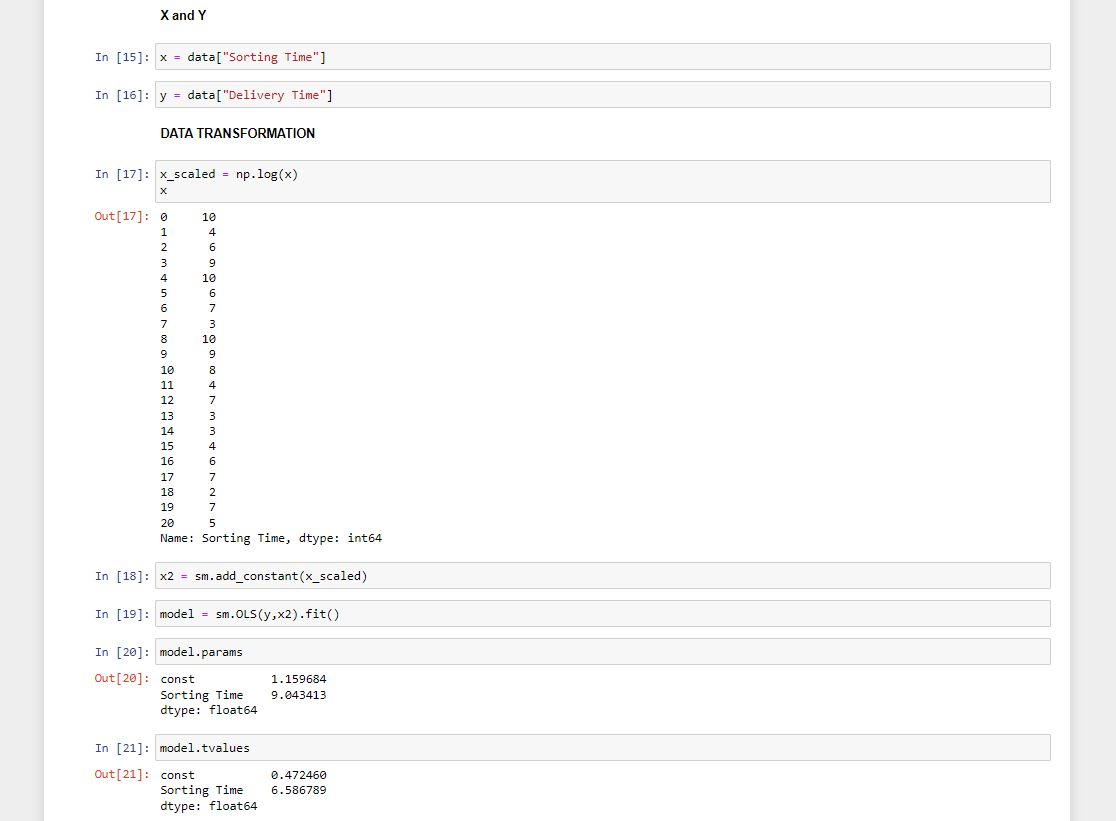 X and Y
In [15]: x = data["Sorting Time"]
In [16]: y = data["Delivery Time"]
DATA TRANSFORMATION
In [17]: x_scaled = np.log(x)
x
Out[17]: 0 10
1 4
2 6
3 9
4 10
5 6
6 7
7 3
8 10
9 9
10 8
11 4
12 7
13 3
14 3
15 4
16 6
17 7
18 2
19 7
20 5
Name: Sorting Time, dtype: int64
In [18]: x2 = sm.add_constant(x_scaled)
In [19]: model = sm.OLS(y,x2).fit()
In [20]: model.params
Out[20]: const 1.159684
Sorting Time 9.043413
dtype: float64
In [21]: model.tvalues
Out[21]: const 0.472460
Sorting Time 6.586789
dtype: float64